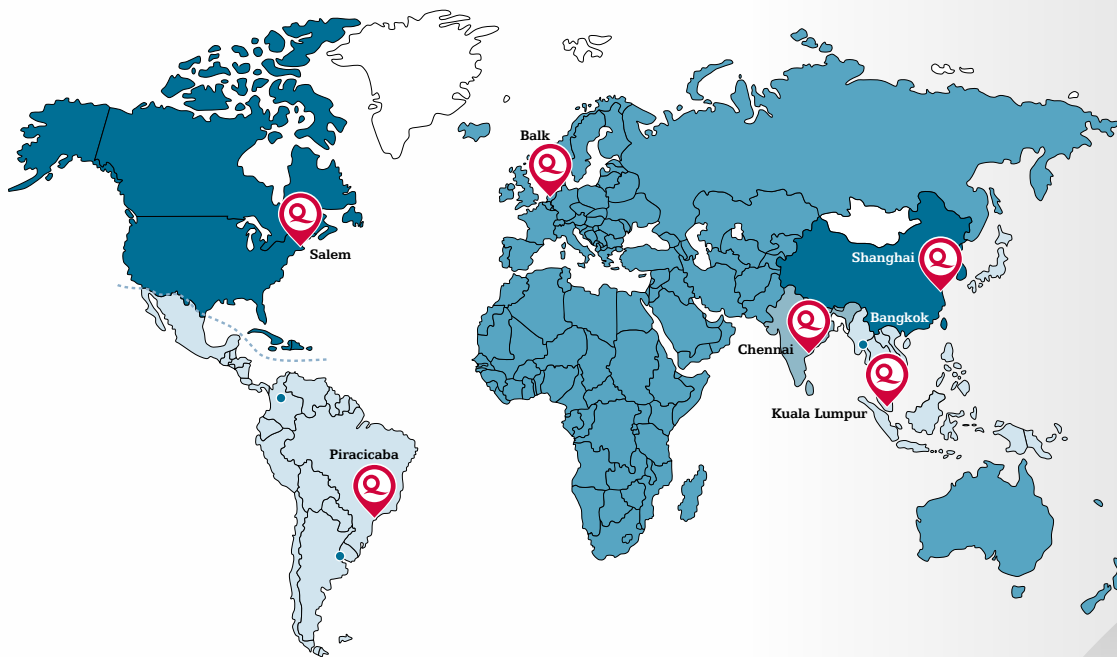 Balk
Salem
Shanghai
Bangkok
Chennai
Kuala Lumpur
Piracicaba